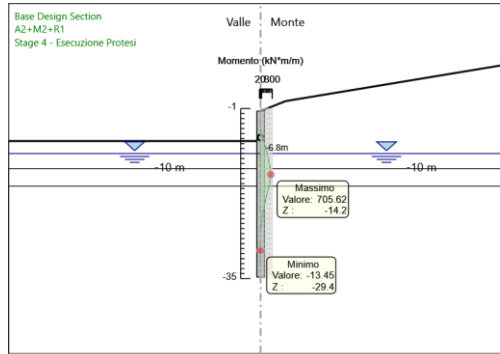 Base Design Section
A2+M2+R1
Stage 4 - Esecuzione Protesi
Valle
Monte
Momento (kN*m/m)
-1
-6.8m
-10 m
-10 m
Massimo
Valore: 705.62
Z : -14.2
Minimo
Valore: -13.45
Z : -29.4
-35